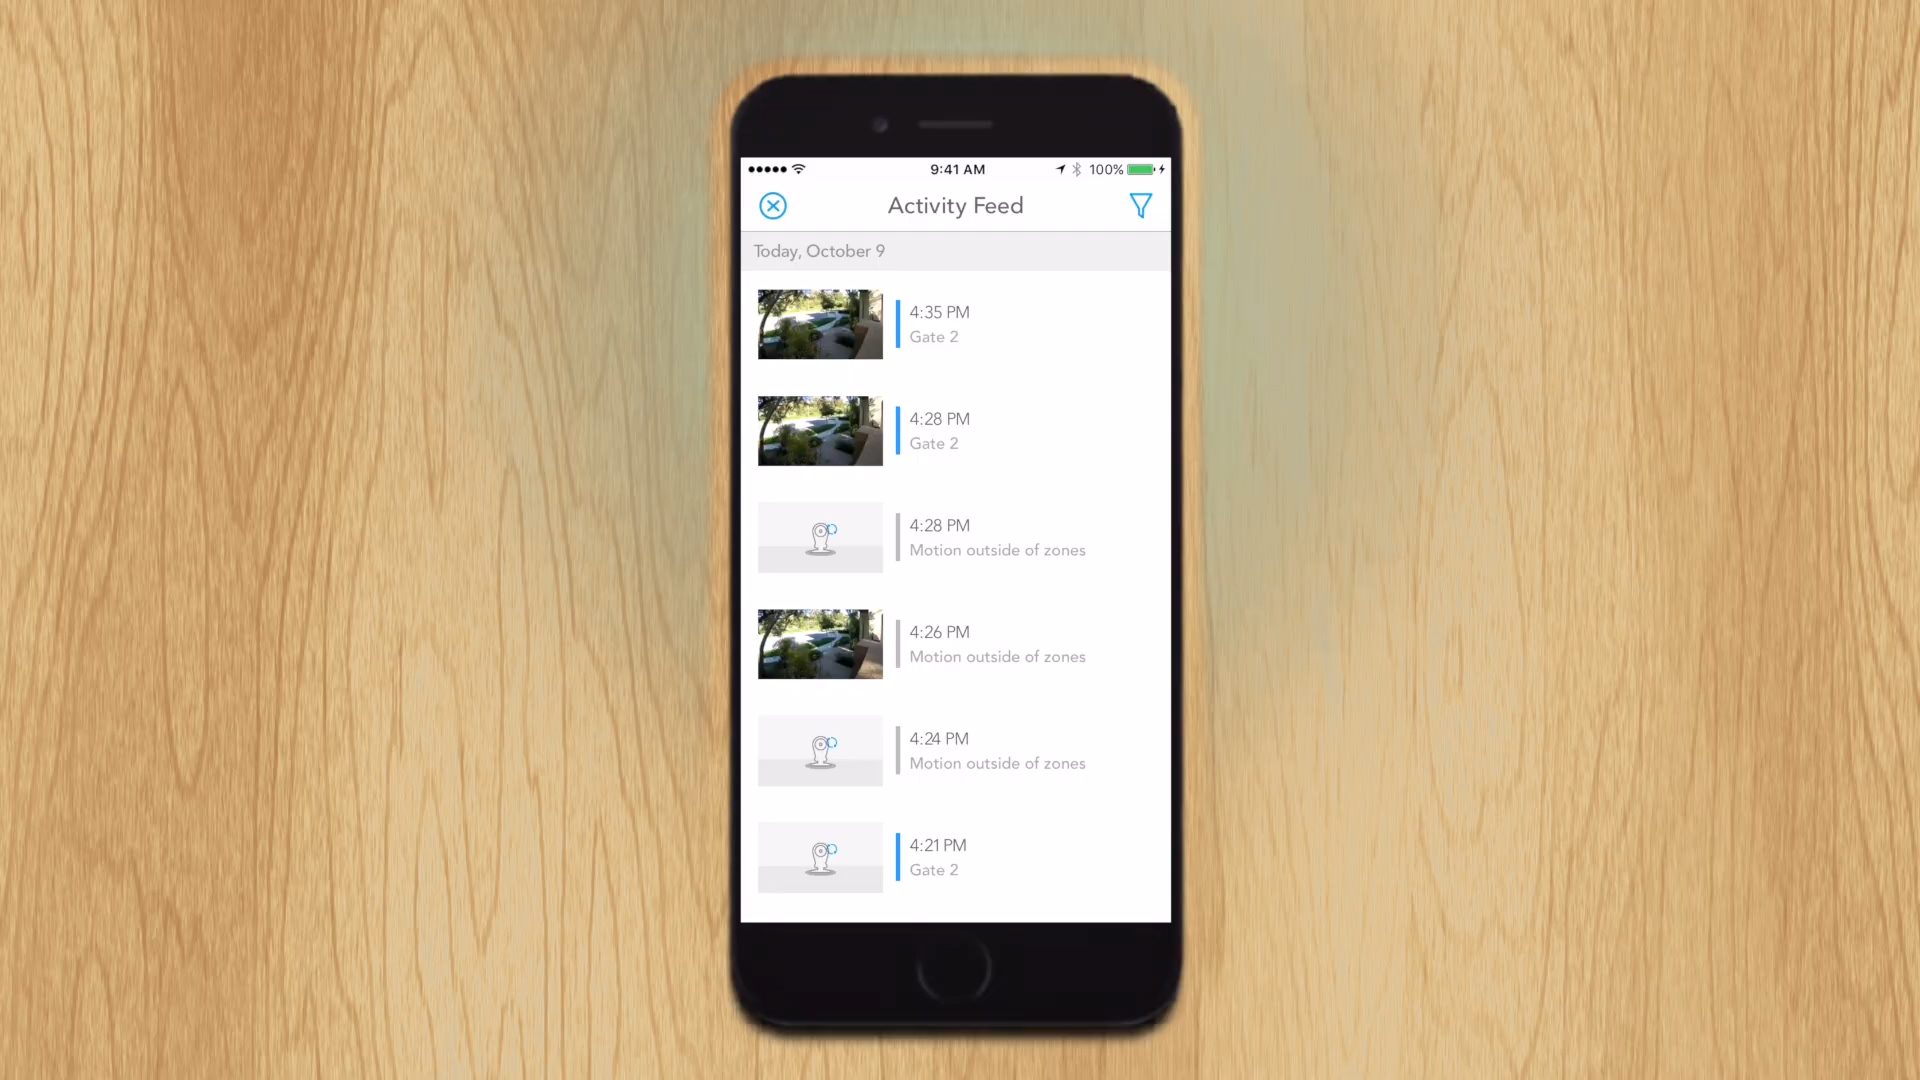 9:41 AM
100%
Activity Feed
Today, October 9
4:35 PM
Gate 2
4:28 PM
Gate 2
4:28 PM
Motion outside of zones
4:26 PM
Motion outside of zones
4:24 PM
Motion outside of zones
4:21 PM
Gate 2